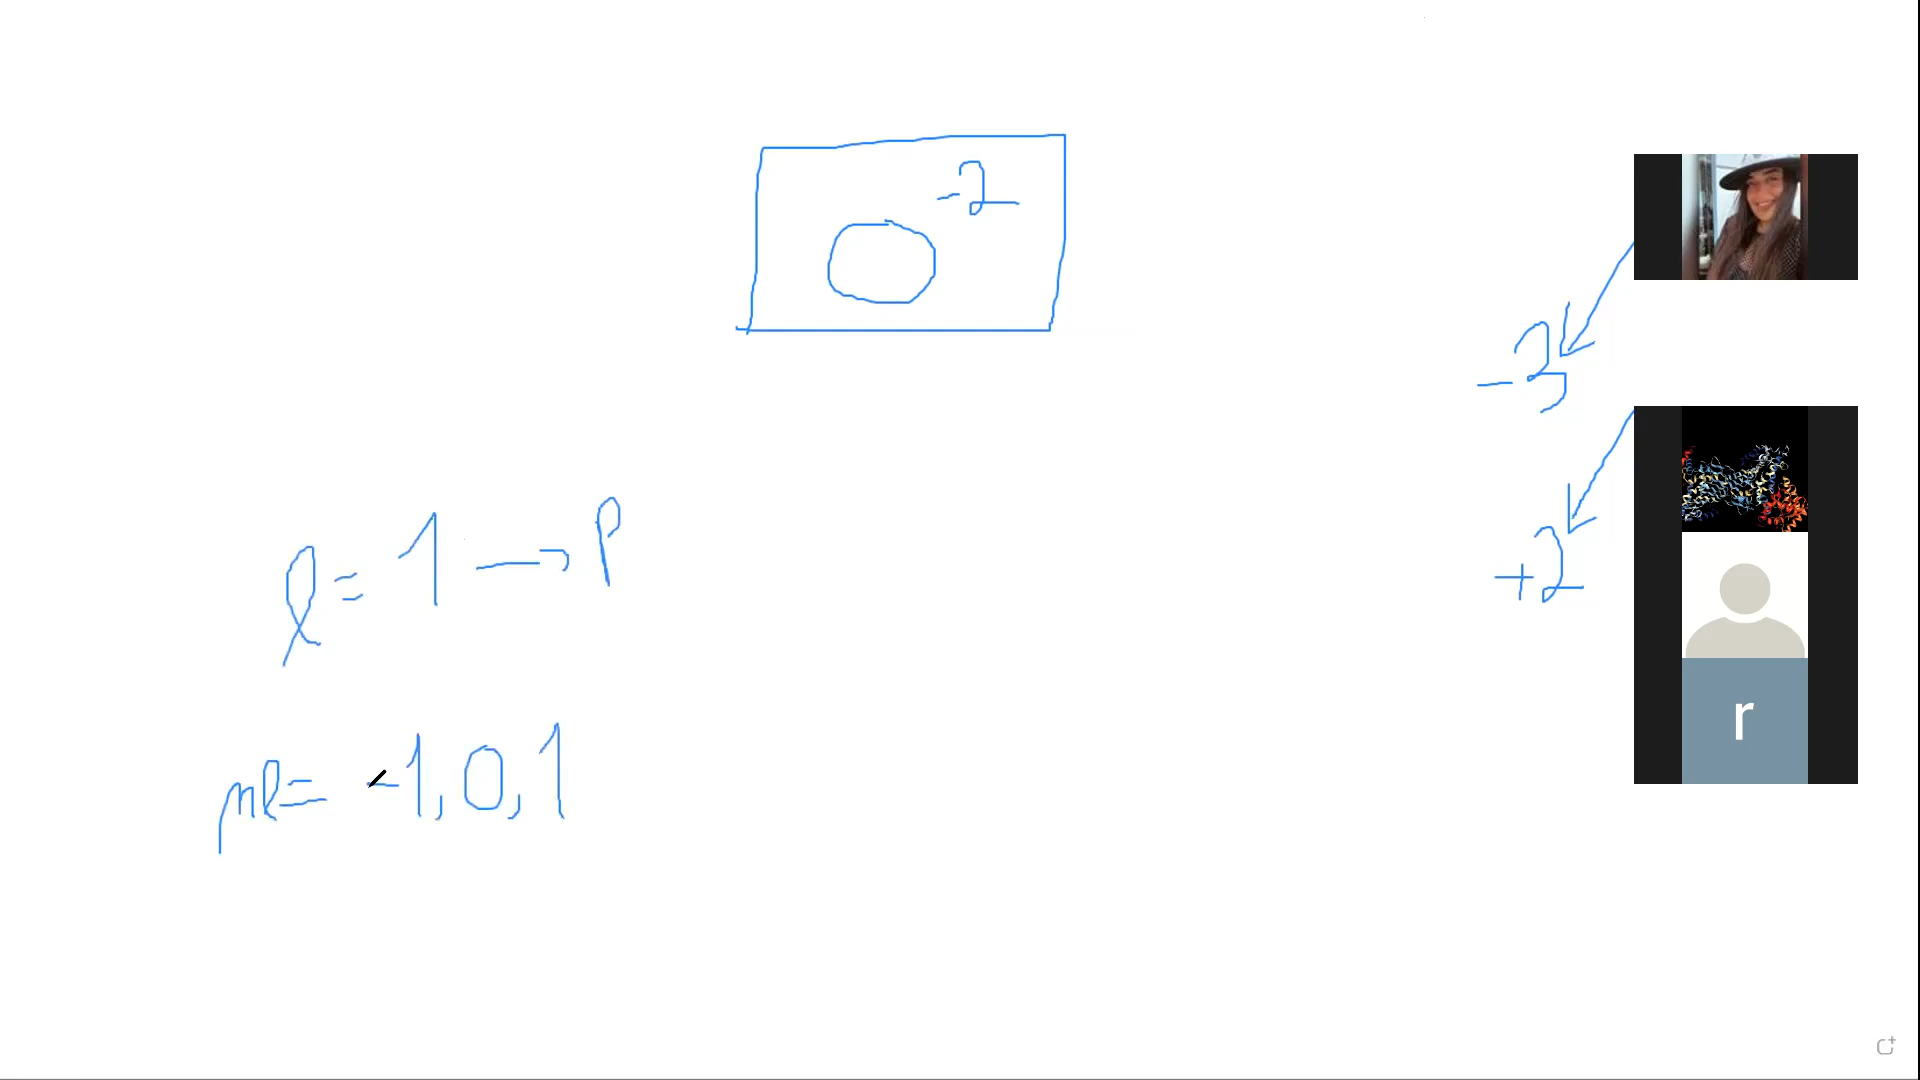 -2
-3
+2
l = 1 → p
ml = -1, 0, 1
r